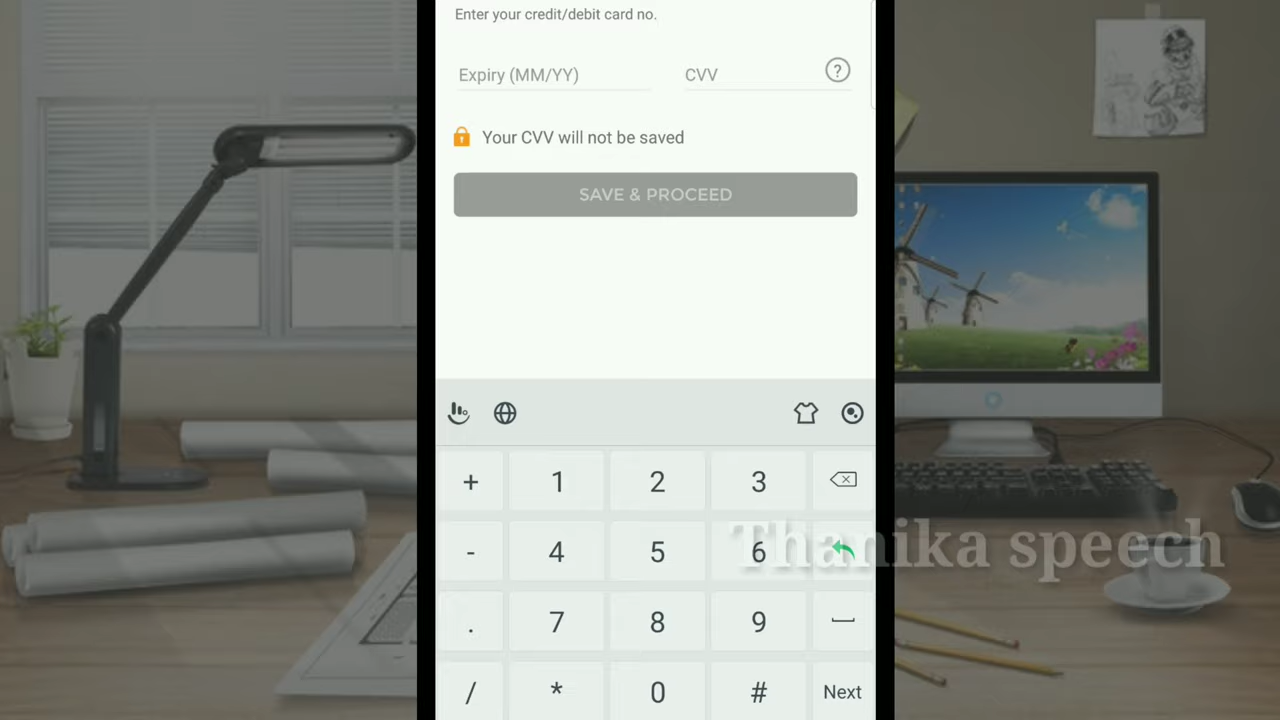 Enter your credit/debit card no.
Expiry (MM/YY) CVV ?
Your CVV will not be saved
SAVE & PROCEED
+ 1 2 3
- 4 5 6
Thanika speech
. 7 8 9
/ * 0 # Next